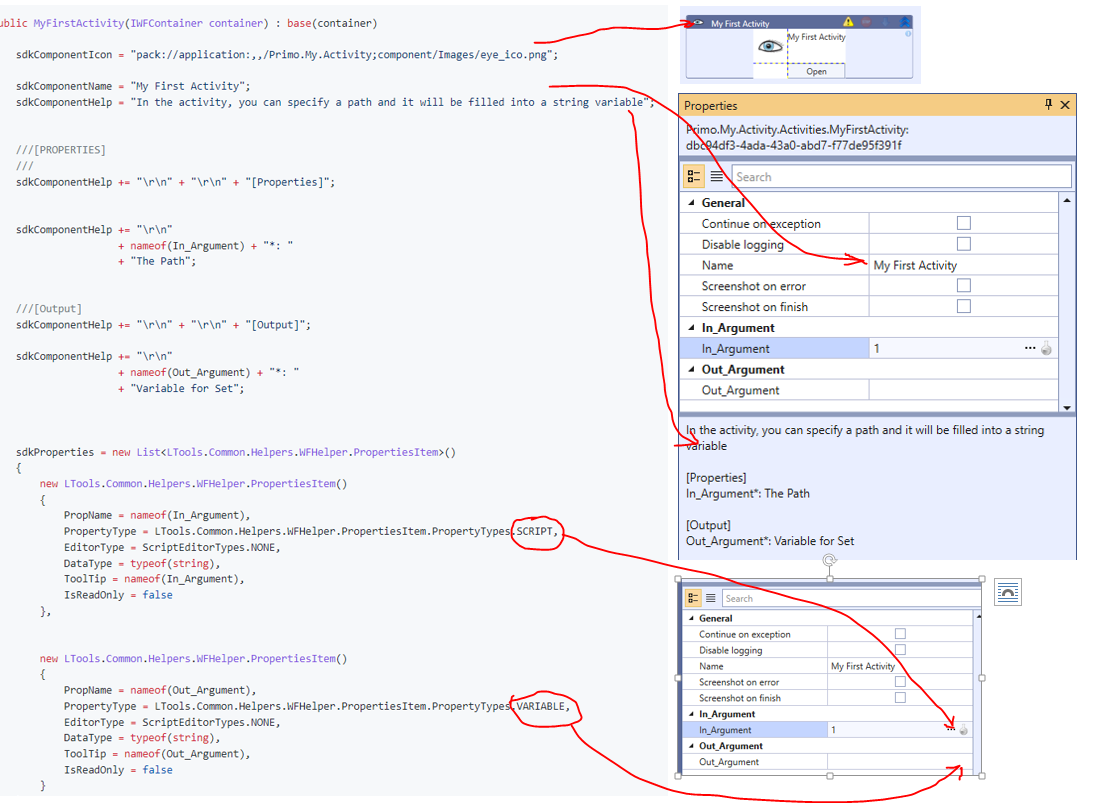 ublic MyFirstActivity(IWFContainer container) : base(container)
sdkComponentIcon = "pack://application:,,/Primo.My.Activity;component/Images/eye_ico.png";
sdkComponentName = "My First Activity";
sdkComponentHelp = "In the activity, you can specify a path and it will be filled into a string variable";
///[PROPERTIES]
///
sdkComponentHelp += "\r\n" + "\r\n" + "[Properties]";
sdkComponentHelp += "\r\n"
+ nameof(In_Argument) + "*: "
+ "The Path";
///[Output]
sdkComponentHelp += "\r\n" + "\r\n" + "[Output]";
sdkComponentHelp += "\r\n"
+ nameof(Out_Argument) + "*: "
+ "Variable for Set";
sdkProperties = new List<LTools.Common.Helpers.WFHelper.PropertiesItem>()
{
new LTools.Common.Helpers.WFHelper.PropertiesItem()
{
PropName = nameof(In_Argument),
PropertyType = LTools.Common.Helpers.WFHelper.PropertiesItem.PropertyTypes.SCRIPT,
EditorType = ScriptEditorTypes.NONE,
DataType = typeof(string),
ToolTip = nameof(In_Argument),
IsReadOnly = false
},
new LTools.Common.Helpers.WFHelper.PropertiesItem()
{
PropName = nameof(Out_Argument),
PropertyType = LTools.Common.Helpers.WFHelper.PropertiesItem.PropertyTypes.VARIABLE,
EditorType = ScriptEditorTypes.NONE,
DataType = typeof(string),
ToolTip = nameof(Out_Argument),
IsReadOnly = false
}
My First Activity
My First Activity
Open
Properties
Primo.My.Activity.Activities.MyFirstActivity:
dbc94df3-4ada-43a0-abd7-f77de95f391f
Search
General
Continue on exception
Disable logging
Name My First Activity
Screenshot on error
Screenshot on finish
In_Argument
In_Argument 1 ...
Out_Argument
Out_Argument
In the activity, you can specify a path and it will be filled into a string
variable
[Properties]
In_Argument*: The Path
[Output]
Out_Argument*: Variable for Set
Search
General
Continue on exception
Disable logging
Name My First Activity
Screenshot on error
Screenshot on finish
In_Argument
In_Argument 1 ...
Out_Argument
Out_Argument